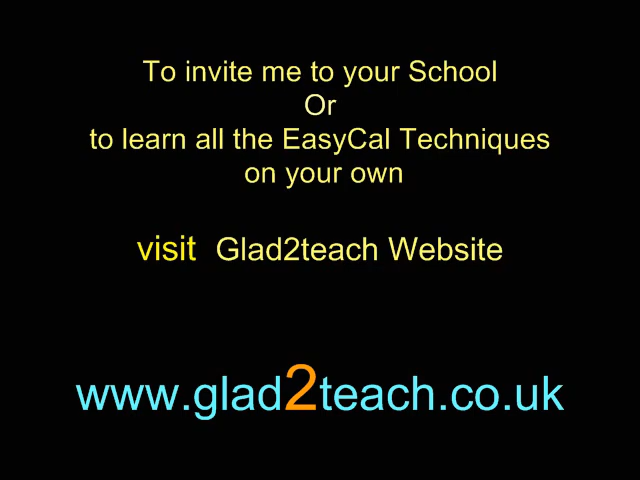 To invite me to your School
Or
to learn all the EasyCal Techniques
on your own
visit Glad2teach Website
www.glad2teach.co.uk